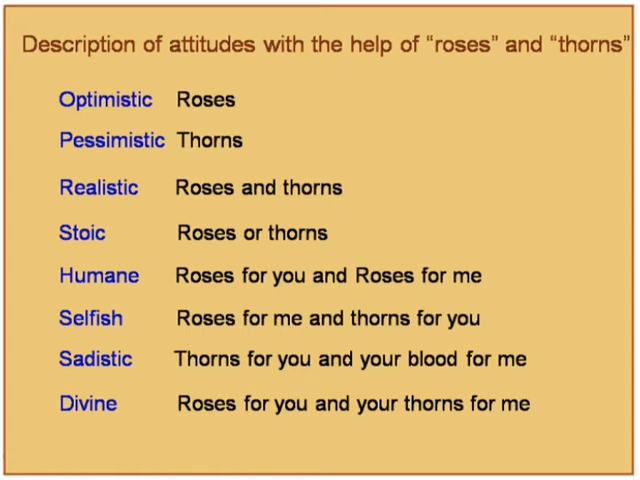 Description of attitudes with the help of “roses” and “thorns”
Optimistic Roses
Pessimistic Thorns
Realistic Roses and thorns
Stoic Roses or thorns
Humane Roses for you and Roses for me
Selfish Roses for me and thorns for you
Sadistic Thorns for you and your blood for me
Divine Roses for you and your thorns for me